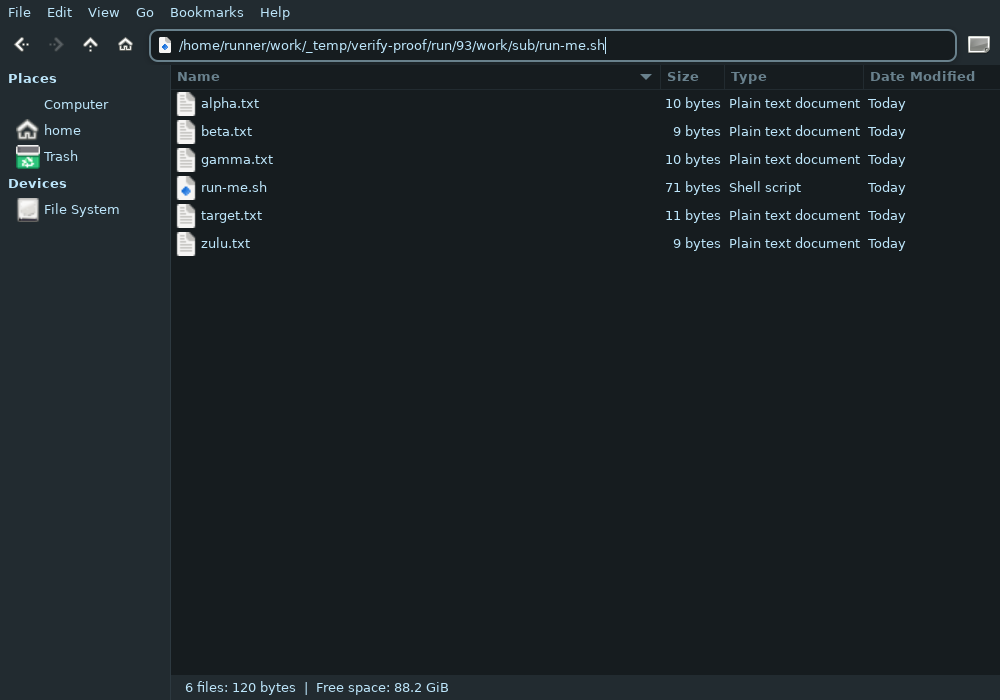 File Edit View Go Bookmarks Help
/home/runner/work/_temp/verify-proof/run/93/work/sub/run-me.sh
Places
Computer
home
Trash
Devices
File System
Name Size Type Date Modified
alpha.txt 10 bytes Plain text document Today
beta.txt 9 bytes Plain text document Today
gamma.txt 10 bytes Plain text document Today
run-me.sh 71 bytes Shell script Today
target.txt 11 bytes Plain text document Today
zulu.txt 9 bytes Plain text document Today
6 files: 120 bytes | Free space: 88.2 GiB